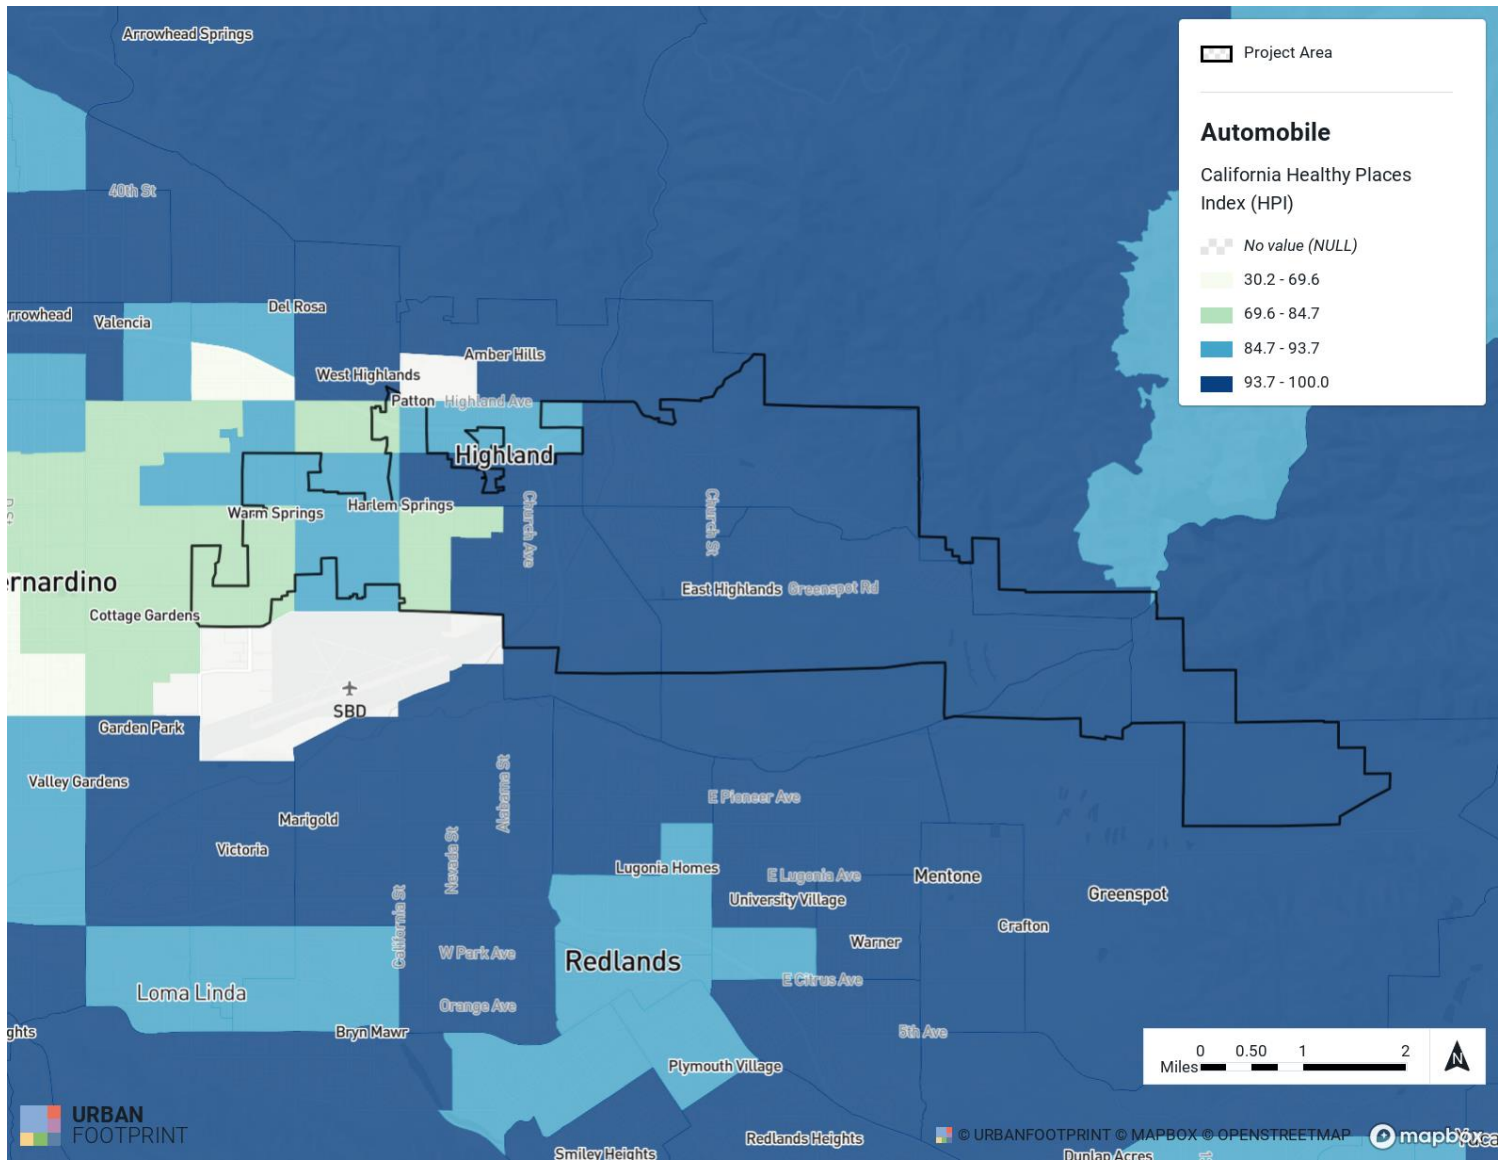 Arrowhead Springs
40th St
rrowhead
Valencia
Del Rosa
West Highlands
Amber Hills
Patton
Highland Ave
Highland
Warm Springs
Harlem Springs
Church Ave
Church St
ernardino
Cottage Gardens
East Highlands
Greenspot Rd
SBD
Garden Park
Valley Gardens
Marigold
Victoria
Alabama St
Nevada St
California St
E Pioneer Ave
Lugonia Homes
E Lugonia Ave
University Village
Mentone
Greenspot
Crafton
Warner
W Park Ave
Redlands
E Citrus Ave
Loma Linda
Orange Ave
ghts
Bryn Mawr
5th Ave
Plymouth Village
Redlands Heights
Smiley Heights
Dunlap Acres
Project Area
Automobile
California Healthy Places
Index (HPI)
No value (NULL)
30.2 - 69.6
69.6 - 84.7
84.7 - 93.7
93.7 - 100.0
0 0.50 1 2
Miles
N
URBAN
FOOTPRINT
© URBANFOOTPRINT © MAPBOX © OPENSTREETMAP
mapbox